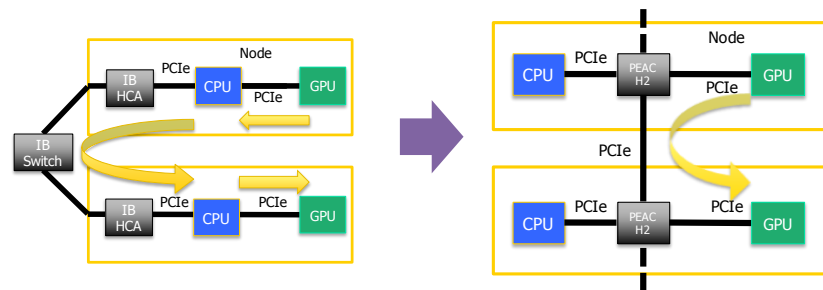 Node
IB
HCA
PCIe
CPU
PCIe
GPU
IB
Switch
IB
HCA
PCIe
CPU
PCIe
GPU
Node
CPU
PCIe
PEAC
H2
PCIe
GPU
PCIe
CPU
PCIe
PEAC
H2
PCIe
GPU